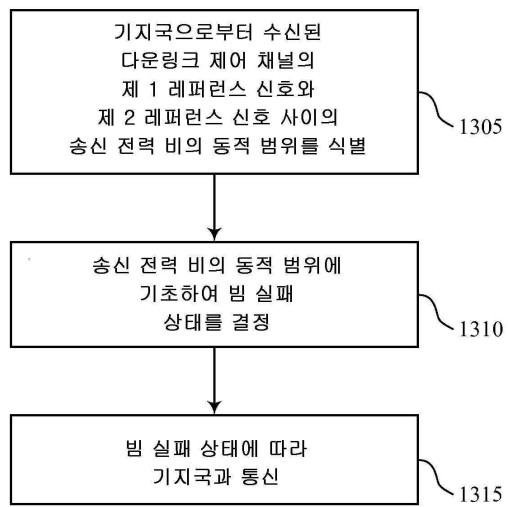 기지국으로부터 수신된
다운링크 제어 채널의
제 1 레퍼런스 신호와
제 2 레퍼런스 신호 사이의
송신 전력 비의 동적 범위를 식별
1305
송신 전력 비의 동적 범위에
기초하여 빔 실패
상태를 결정
1310
빔 실패 상태에 따라
기지국과 통신
1315